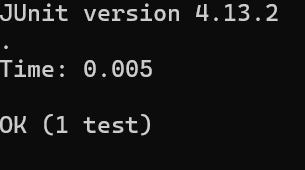 JUnit version 4.13.2
.
Time: 0.005
OK (1 test)